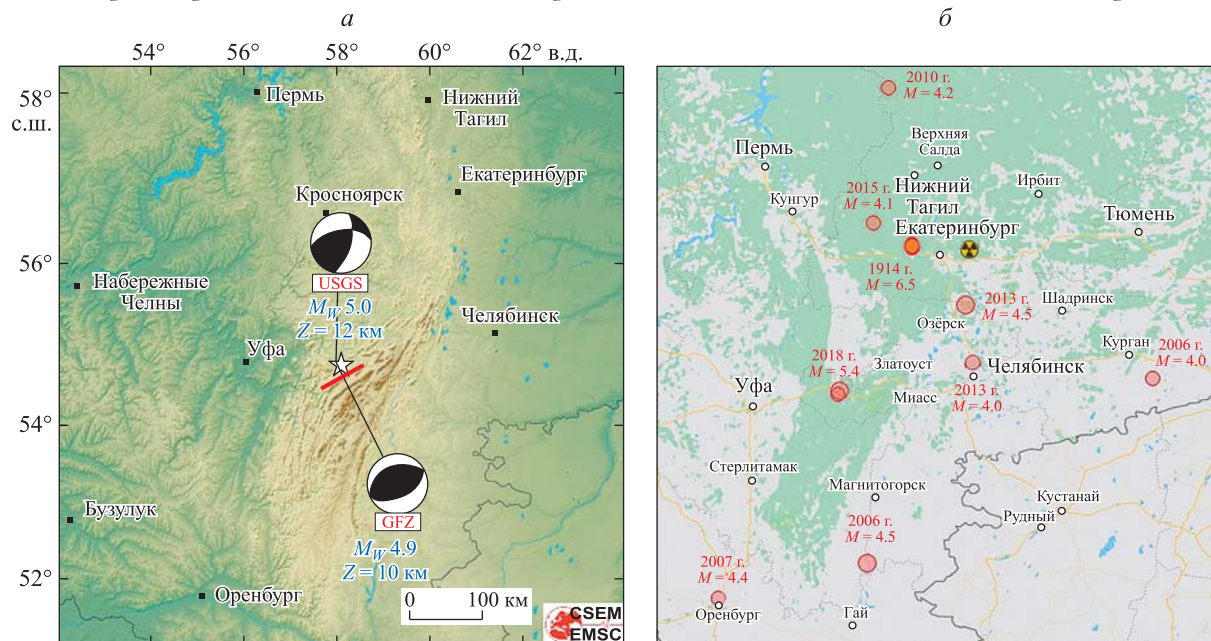 а
б
54°
56°
58°
60°
62° в.д.
58°
с.ш.
56°
54°
52°
Пермь
Нижний
Тагил
Екатеринбург
Красноярск
USGS
M_W 5.0
Z = 12 км
Набережные
Челны
Челябинск
Уфа
GFZ
M_W 4.9
Z = 10 км
Бузулук
Оренбург
0
100 км
CSEM
EMSC
2010 г.
M = 4.2
Верхняя
Салда
Пермь
Кунгур
2015 г.
M = 4.1
Нижний
Тагил
Ирбит
Екатеринбург
Тюмень
1914 г.
M = 6.5
2013 г.
M = 4.5
Озёрск
Шадринск
Курган
2006 г.
M = 4.0
2018 г.
M = 5.4
Златоуст
Челябинск
Миасс
2013 г.
M = 4.0
Уфа
Стерлитамак
Магнитогорск
Кустанай
Рудный
2006 г.
M = 4.5
2007 г.
M = 4.4
Оренбург
Гай